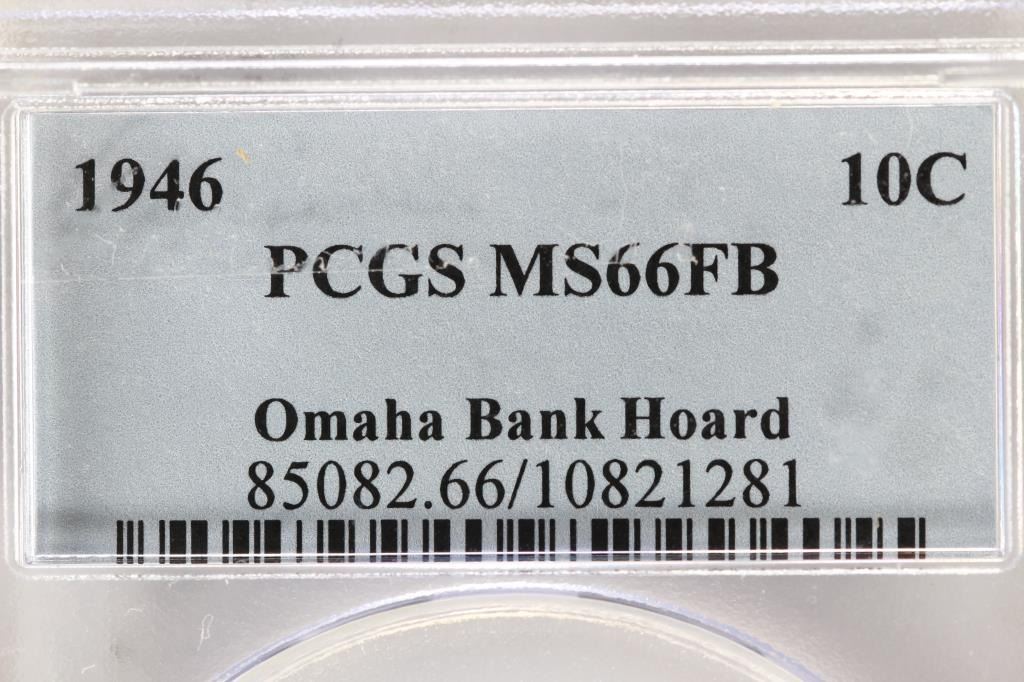 1946 10C
PCGS MS66FB
Omaha Bank Hoard
85082.66/10821281